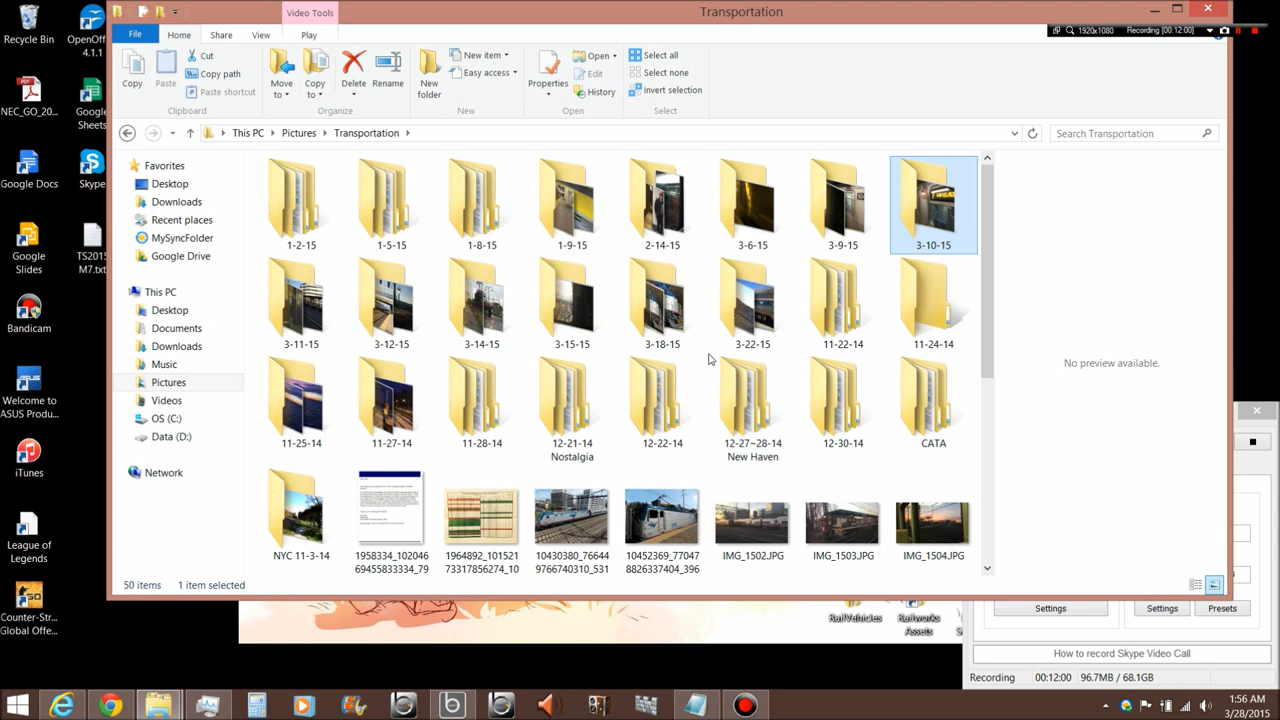 Recycle Bin
OpenOf...
4.1.1
NEC_GO_20...
Google
Sheets
Google Docs
Skype
Google
Slides
TS2015
M7.txt
Bandicam
Welcome to
ASUS Produ...
iTunes
League of
Legends
Counter-Str...
Global Offe...
Video Tools
Transportation
1920x1080
Recording [00:12:00]
File
Home
Share
View
Play
Copy
Paste
Cut
Copy path
Paste shortcut
Clipboard
Move
to
Copy
to
Delete
Rename
Organize
New
folder
New item
Easy access
New
Properties
Open
Edit
History
Open
Select all
Select none
Invert selection
Select
This PC
Pictures
Transportation
Search Transportation
Favorites
Desktop
Downloads
Recent places
MySyncFolder
Google Drive
This PC
Desktop
Documents
Downloads
Music
Pictures
Videos
OS (C:)
Data (D:)
Network
1-2-15
1-5-15
1-8-15
1-9-15
2-14-15
3-6-15
3-9-15
3-10-15
3-11-15
3-12-15
3-14-15
3-15-15
3-18-15
3-22-15
11-22-14
11-24-14
11-25-14
11-27-14
11-28-14
12-21-14
Nostalgia
12-22-14
12-27~28-14
New Haven
12-30-14
CATA
NYC 11-3-14
1958334_102046
69455833334_79
1964892_101521
73317856274_10
10430380_76644
9766740310_531
10452369_77047
8826337404_396
IMG_1502.JPG
IMG_1503.JPG
IMG_1504.JPG
No preview available.
50 items
1 item selected
RailVehicles
Railworks
Assets
Settings
Settings
Presets
How to record Skype Video Call
Recording
00:12:00
96.7MB / 68.1GB
1:56 AM
3/28/2015